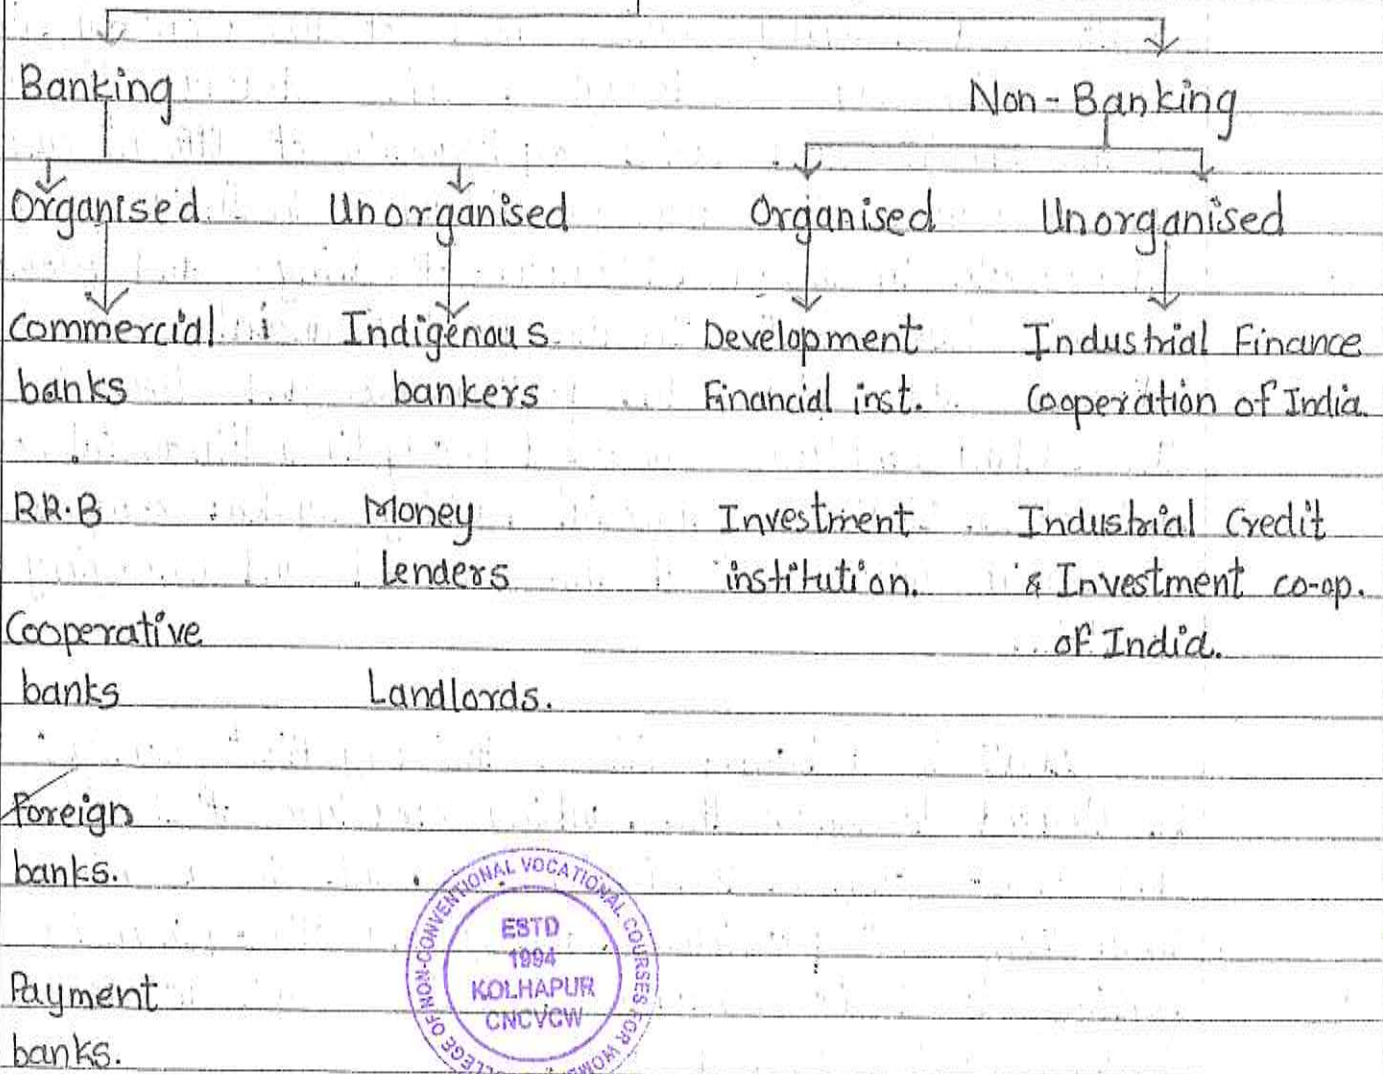 Banking Non-Banking
Organised Unorganised Organised Unorganised
Commercial Indigenous Development Industrial Finance
banks bankers Financial inst. Cooperation of India.
R.R.B Money Investment Industrial Credit
lenders institution. & Investment co-op.
Cooperative of India.
banks Landlords.
Foreign
banks.
COLLEGE OF NON-CONVENTIONAL VOCATIONAL COURSES FOR WOMEN
ESTD
1994
KOLHAPUR
CNCVCW
Payment
banks.